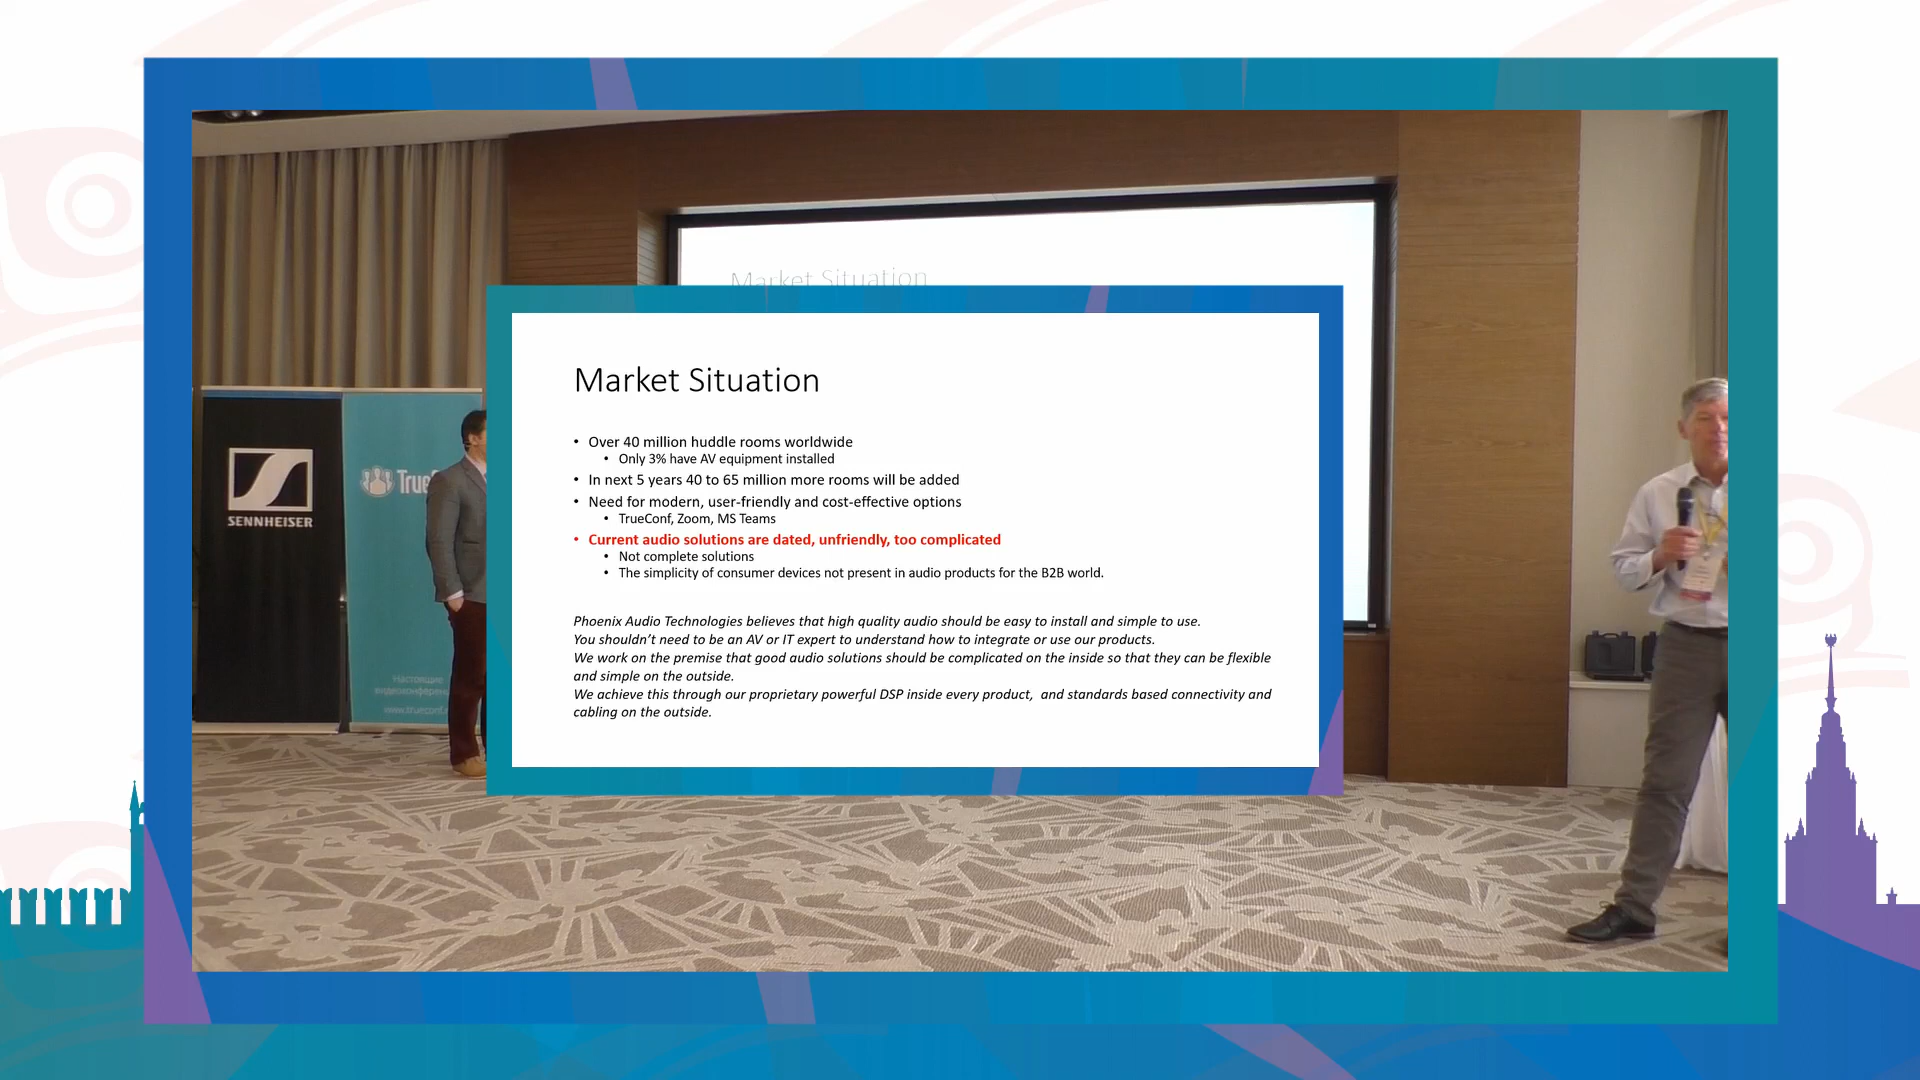 Market Situation
SENNHEISER
True
Настоящие
видеоконференц
www.trueconf.r
Market Situation
• Over 40 million huddle rooms worldwide
• Only 3% have AV equipment installed
• In next 5 years 40 to 65 million more rooms will be added
• Need for modern, user-friendly and cost-effective options
• TrueConf, Zoom, MS Teams
• Current audio solutions are dated, unfriendly, too complicated
• Not complete solutions
• The simplicity of consumer devices not present in audio products for the B2B world.
Phoenix Audio Technologies believes that high quality audio should be easy to install and simple to use.
You shouldn't need to be an AV or IT expert to understand how to integrate or use our products.
We work on the premise that good audio solutions should be complicated on the inside so that they can be flexible
and simple on the outside.
We achieve this through our proprietary powerful DSP inside every product, and standards based connectivity and
cabling on the outside.